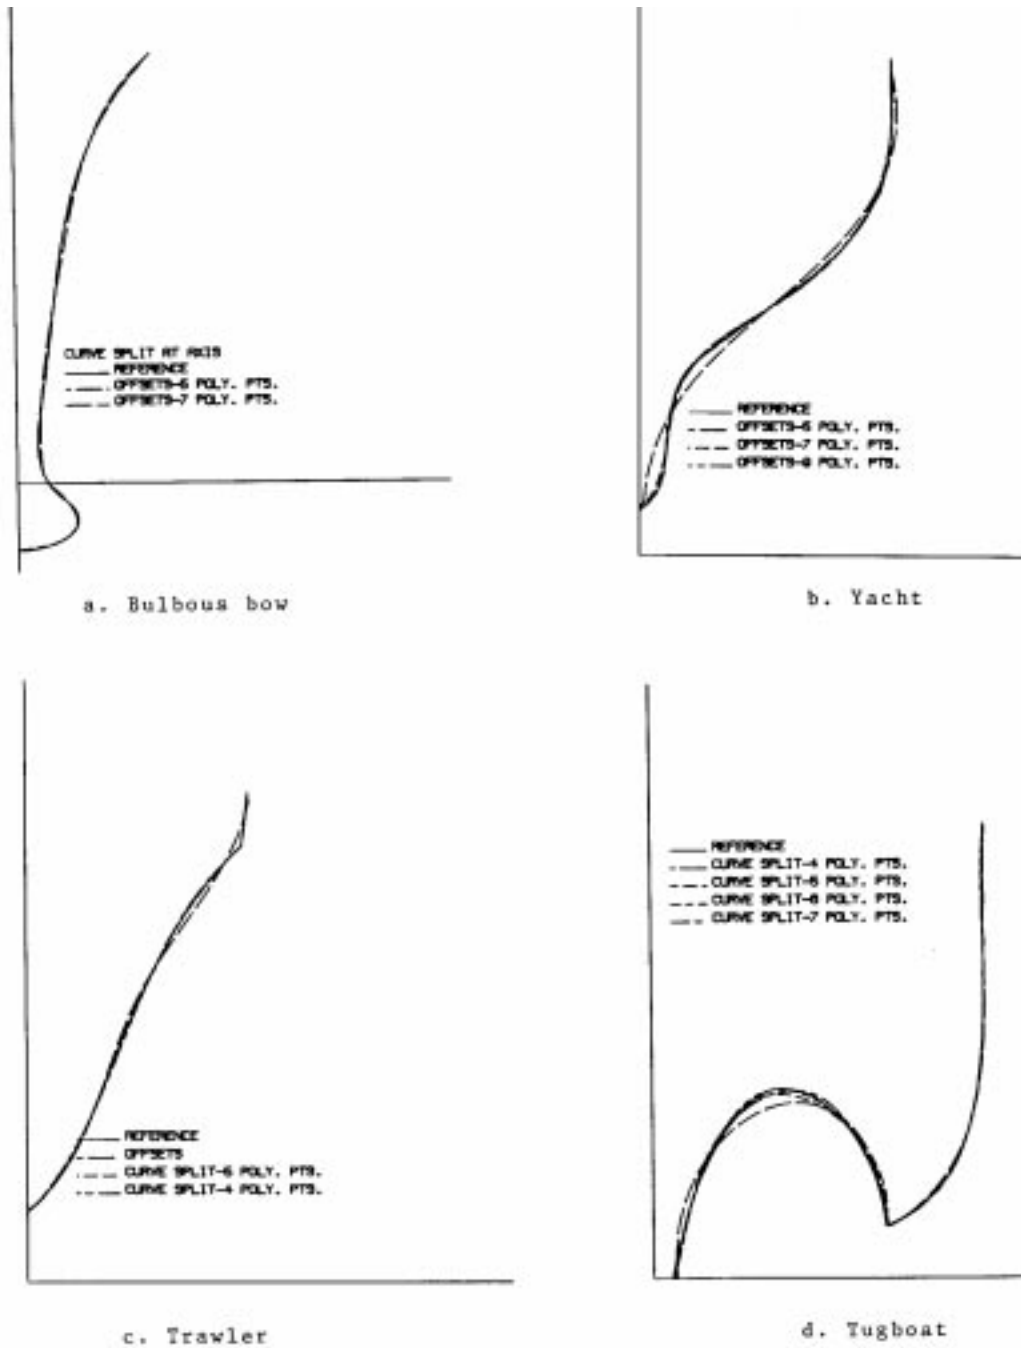 CURVE SPLIT AT AXIS
REFERENCE
OFFSETS-6 POLY. PTS.
OFFSETS-7 POLY. PTS.
a. Bulbous bow
REFERENCE
OFFSETS-POLY. PTS.
OFFSETS-7 POLY. PTS.
OFFSETS-POLY. PTS.
b. Yacht
REFERENCE
OFFSETS
CURVE SPLIT-POLY. PTS.
CURVE SPLIT-4 POLY. PTS.
c. Trawler
REFERENCE
CURVE SPLIT-4 POLY. PTS.
CURVE SPLIT-5 POLY. PTS.
CURVE SPLIT-6 POLY. PTS.
CURVE SPLIT-7 POLY. PTS.
d. Tugboat